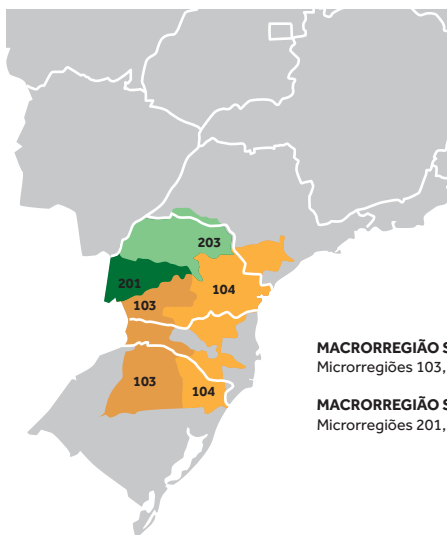 203
201
103
104
103
104
MACRORREGIÃO S
Microrregiões 103,
MACRORREGIÃO S
Microrregiões 201,